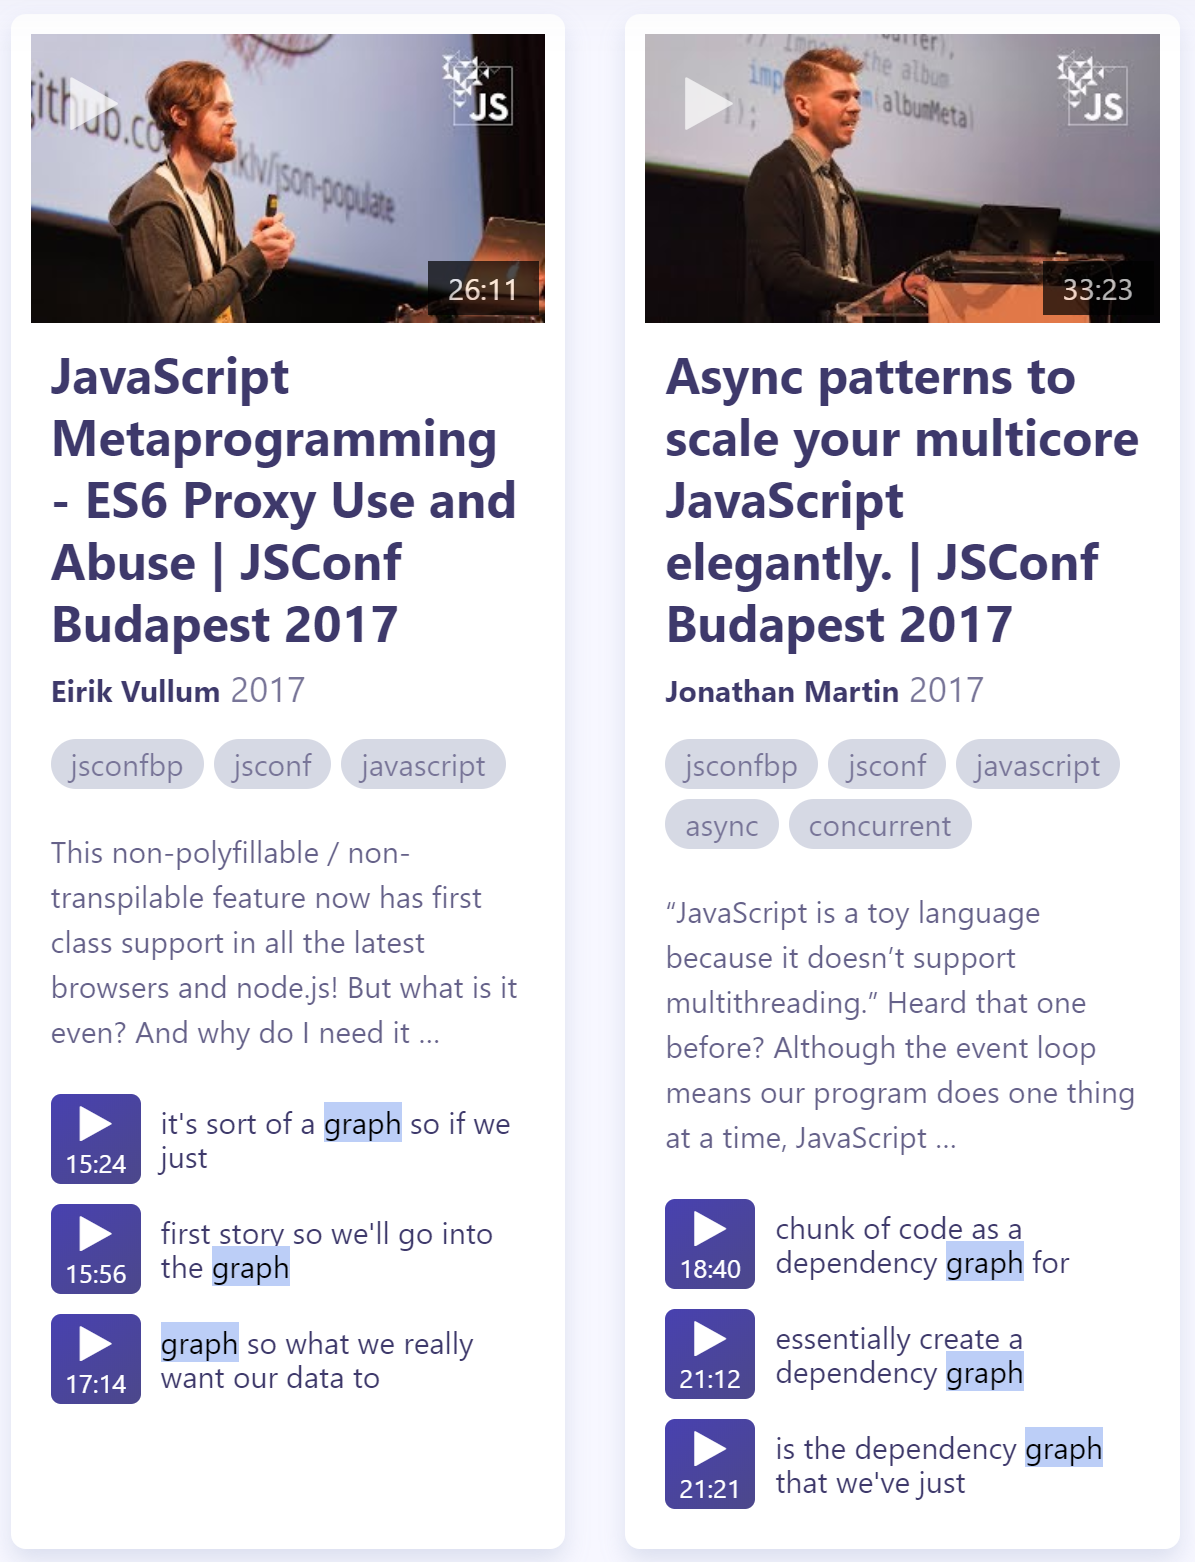 github.co
nklv/json-populate
JS
26:11
JavaScript
Metaprogramming
- ES6 Proxy Use and
Abuse | JSConf
Budapest 2017
Eirik Vullum 2017
jsconfbp jsconf javascript
This non-polyfillable / non-
transpilable feature now has first
class support in all the latest
browsers and node.js! But what is it
even? And why do I need it ...
15:24
it's sort of a graph so if we
just
15:56
first story so we'll go into
the graph
17:14
graph so what we really
want our data to
// Import the album
(albumMeta)
});
JS
33:23
Async patterns to
scale your multicore
JavaScript
elegantly. | JSConf
Budapest 2017
Jonathan Martin 2017
jsconfbp jsconf javascript
async concurrent
“JavaScript is a toy language
because it doesn’t support
multithreading.” Heard that one
before? Although the event loop
means our program does one thing
at a time, JavaScript ...
18:40
chunk of code as a
dependency graph for
21:12
essentially create a
dependency graph
21:21
is the dependency graph
that we've just